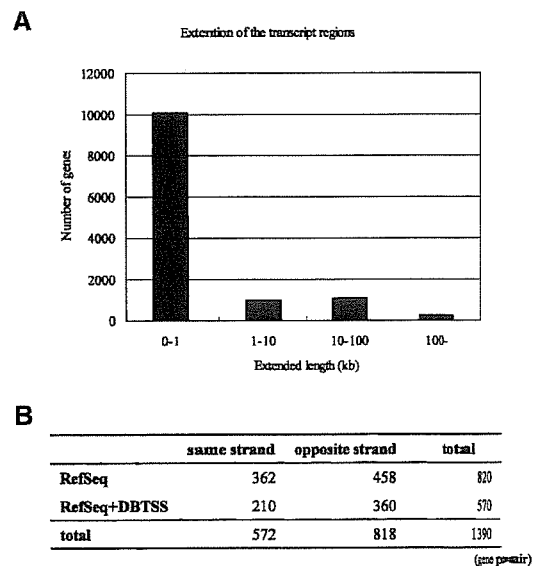 A
Extention of the transcript regions
12000
10000
8000
6000
4000
2000
0
Number of genes
0-1 1-10 10-100 100-
Extended length (kb)
B
same strand opposite strand total
RefSeq 362 458 820
RefSeq+DBTSS 210 360 570
total 572 818 1390
(gene pair)